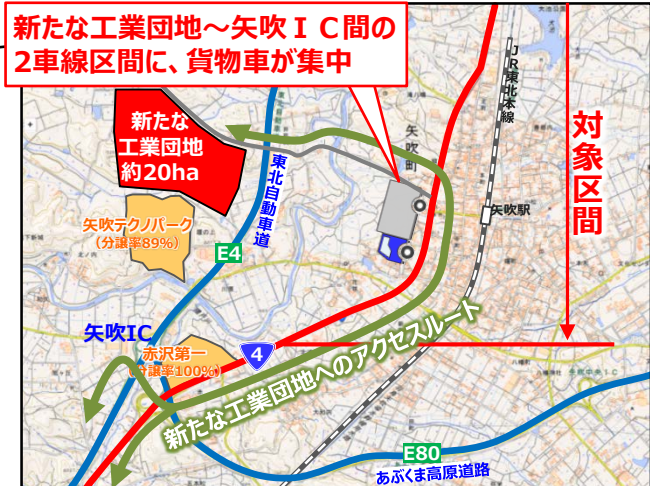 新たな工業団地～矢吹ＩＣ間の
2車線区間に、貨物車が集中
新たな
工業団地
約20ha
矢吹テクノパーク
（分譲率89%）
東北自動車道
E4
矢吹町
JR東北本線
矢吹駅
対象区間
矢吹IC
赤沢第一
（分譲率100%）
4
新たな工業団地へのアクセスルート
E80
あぶくま高原道路